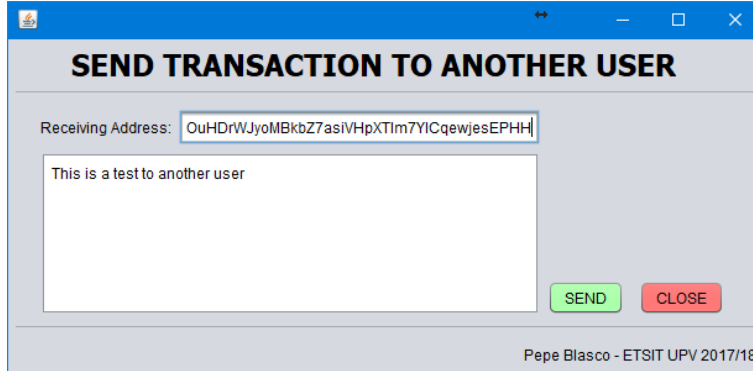 SEND TRANSACTION TO ANOTHER USER
Receiving Address: OuHDrWJyoMBkbZ7asiVHpXTIm7YICqewjesEPHH
This is a test to another user
SEND CLOSE
Pepe Blasco - ETSIT UPV 2017/18